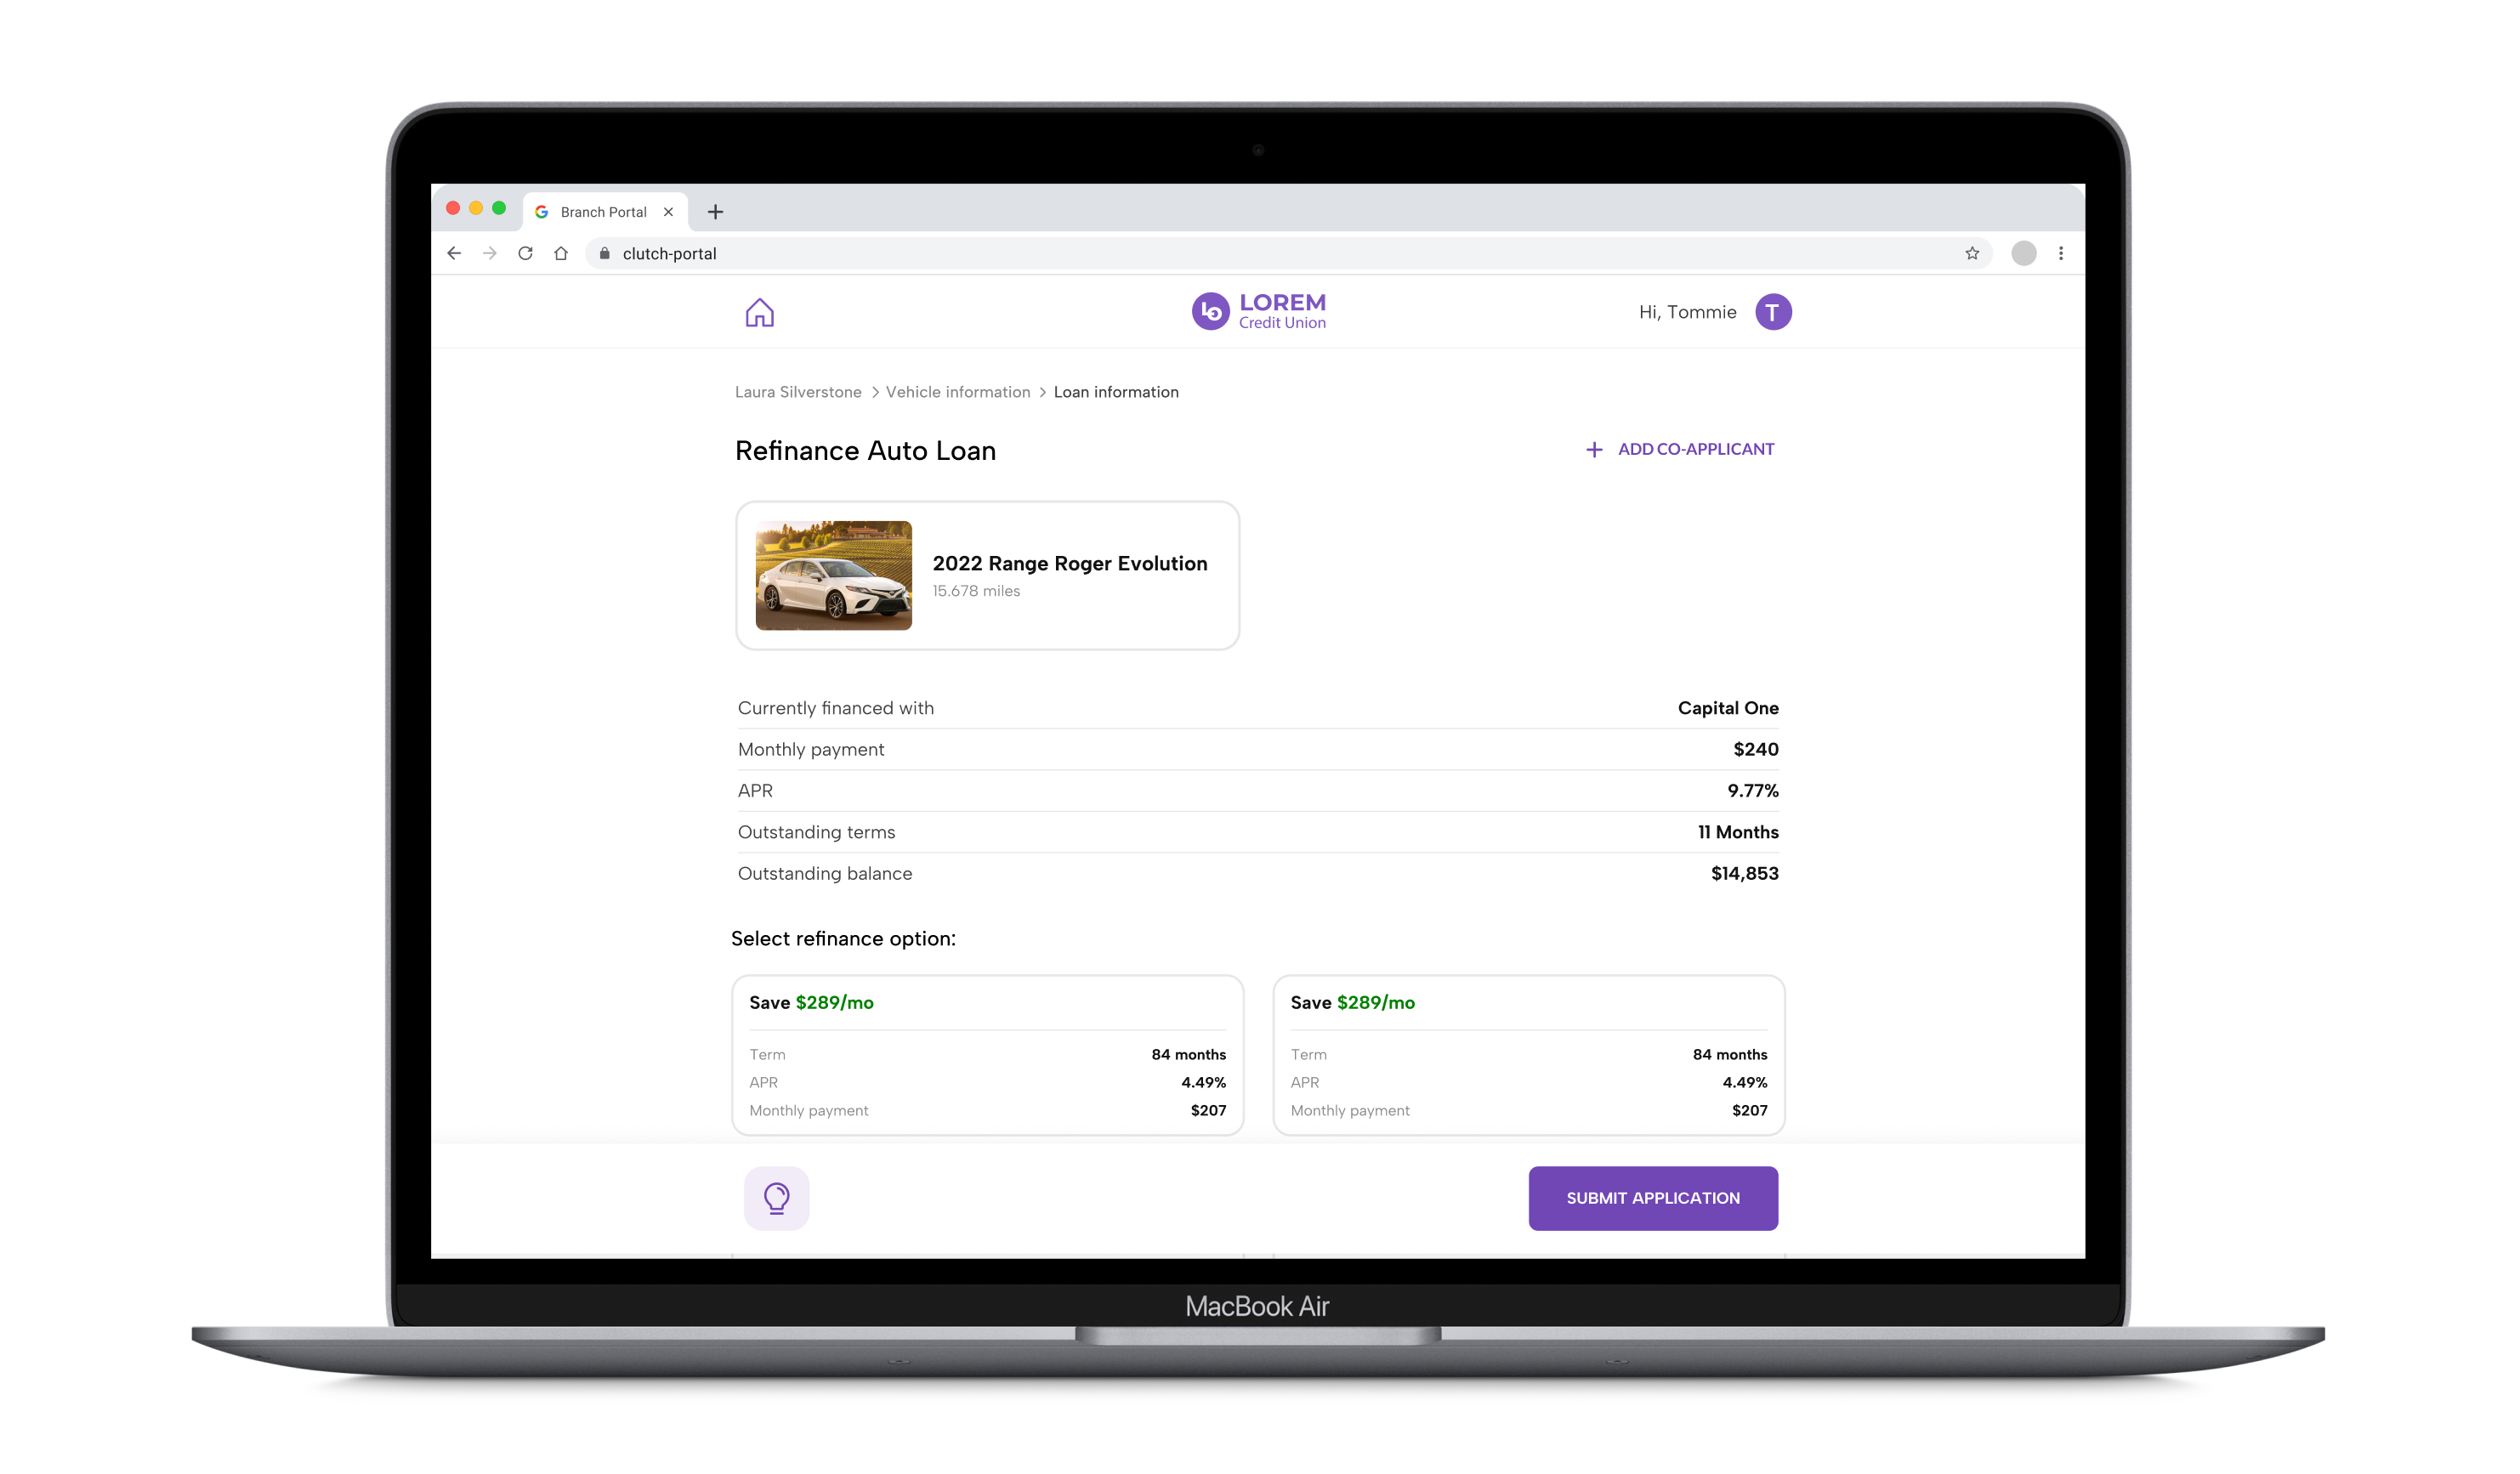 Branch Portal
clutch-portal
LOREM
Credit Union
Hi, Tommie
T
Laura Silverstone > Vehicle information > Loan information
Refinance Auto Loan
+ ADD CO-APPLICANT
2022 Range Roger Evolution
15.678 miles
Currently financed with Capital One
Monthly payment $240
APR 9.77%
Outstanding terms 11 Months
Outstanding balance $14,853
Select refinance option:
Save $289/mo
Term 84 months
APR 4.49%
Monthly payment $207
Save $289/mo
Term 84 months
APR 4.49%
Monthly payment $207
SUBMIT APPLICATION
MacBook Air